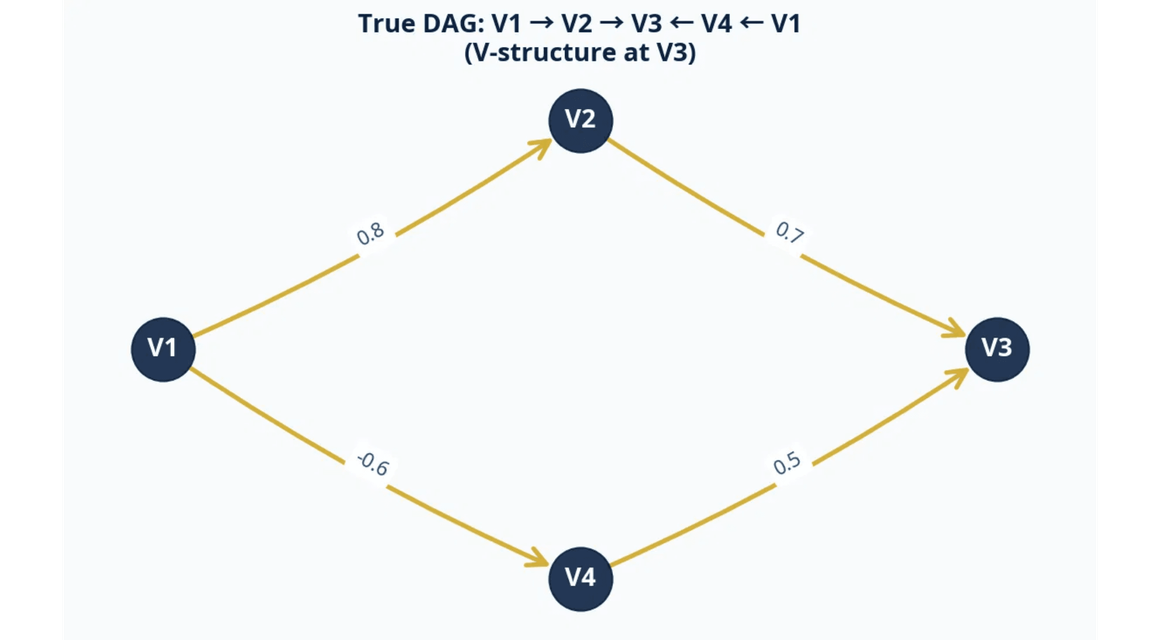 True DAG: V1 → V2 → V3 ← V4 ← V1
(V-structure at V3)
V2
0.8
0.7
V1
V3
-0.6
0.5
V4